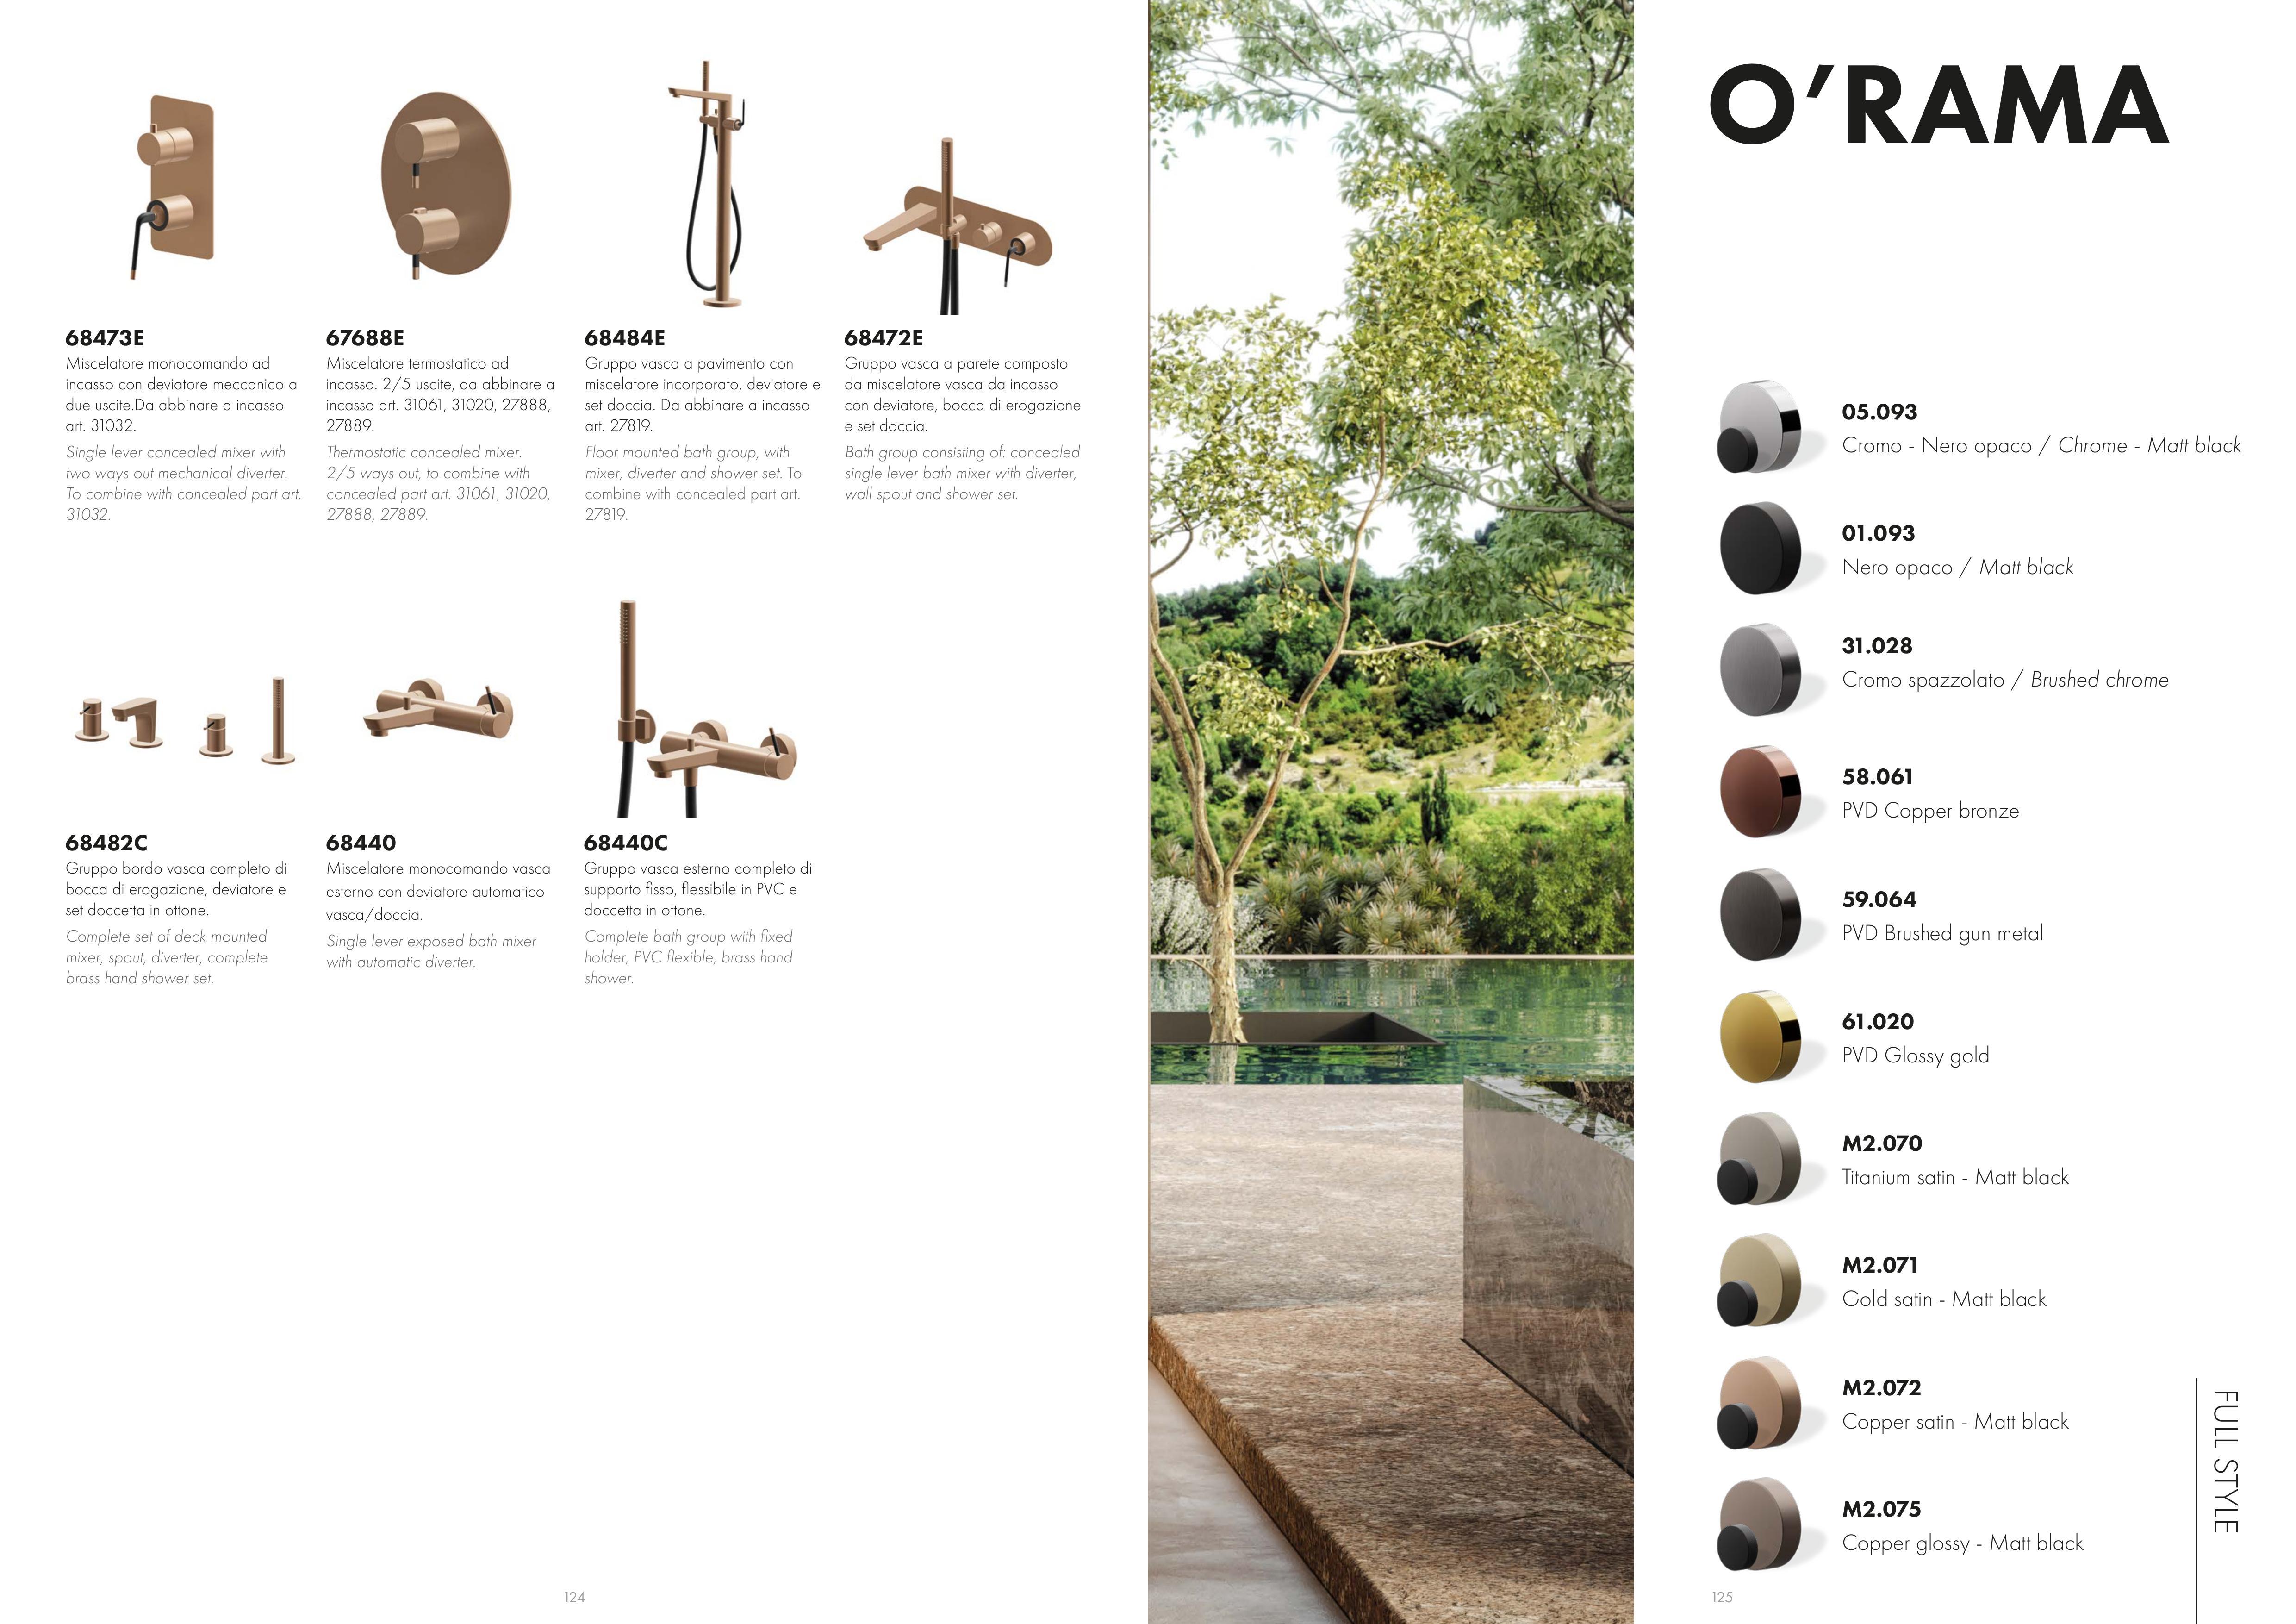 68473E
Miscelatore monocomando ad
incasso con deviatore meccanico a
due uscite.Da abbinare a incasso
art. 31032.
Single lever concealed mixer with
two ways out mechanical diverter.
To combine with concealed part art.
31032.
67688E
Miscelatore termostatico ad
incasso. 2/5 uscite, da abbinare a
incasso art. 31061, 31020, 27888,
27889.
Thermostatic concealed mixer.
2/5 ways out, to combine with
concealed part art. 31061, 31020,
27888, 27889.
68484E
Gruppo vasca a pavimento con
miscelatore incorporato, deviatore e
set doccia. Da abbinare a incasso
art. 27819.
Floor mounted bath group, with
mixer, diverter and shower set. To
combine with concealed part art.
27819.
68472E
Gruppo vasca a parete composto
da miscelatore vasca da incasso
con deviatore, bocca di erogazione
e set doccia.
Bath group consisting of: concealed
single lever bath mixer with diverter,
wall spout and shower set.
68482C
Gruppo bordo vasca completo di
bocca di erogazione, deviatore e
set doccetta in ottone.
Complete set of deck mounted
mixer, spout, diverter, complete
brass hand shower set.
68440
Miscelatore monocomando vasca
esterno con deviatore automatico
vasca/doccia.
Single lever exposed bath mixer
with automatic diverter.
68440C
Gruppo vasca esterno completo di
supporto fisso, flessibile in PVC e
doccetta in ottone.
Complete bath group with fixed
holder, PVC flexible, brass hand
shower.
124
O’RAMA
05.093
Cromo - Nero opaco / Chrome - Matt black
01.093
Nero opaco / Matt black
31.028
Cromo spazzolato / Brushed chrome
58.061
PVD Copper bronze
59.064
PVD Brushed gun metal
61.020
PVD Glossy gold
M2.070
Titanium satin - Matt black
M2.071
Gold satin - Matt black
M2.072
Copper satin - Matt black
M2.075
Copper glossy - Matt black
FULL STYLE
125